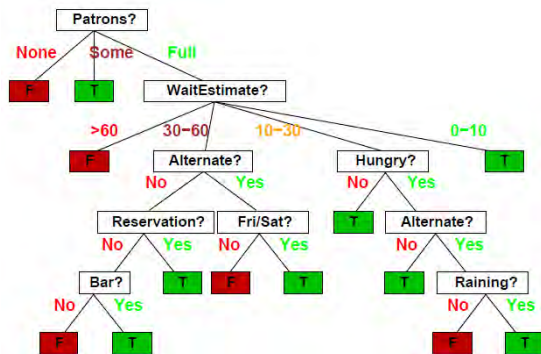 Patrons?
None Some Full
F T WaitEstimate?
>60 30−60 10−30 0−10
F Alternate? Hungry? T
No Yes No Yes
Reservation? Fri/Sat? T Alternate?
No Yes No Yes No Yes
Bar? T F T T Raining?
No Yes No Yes
F T F T